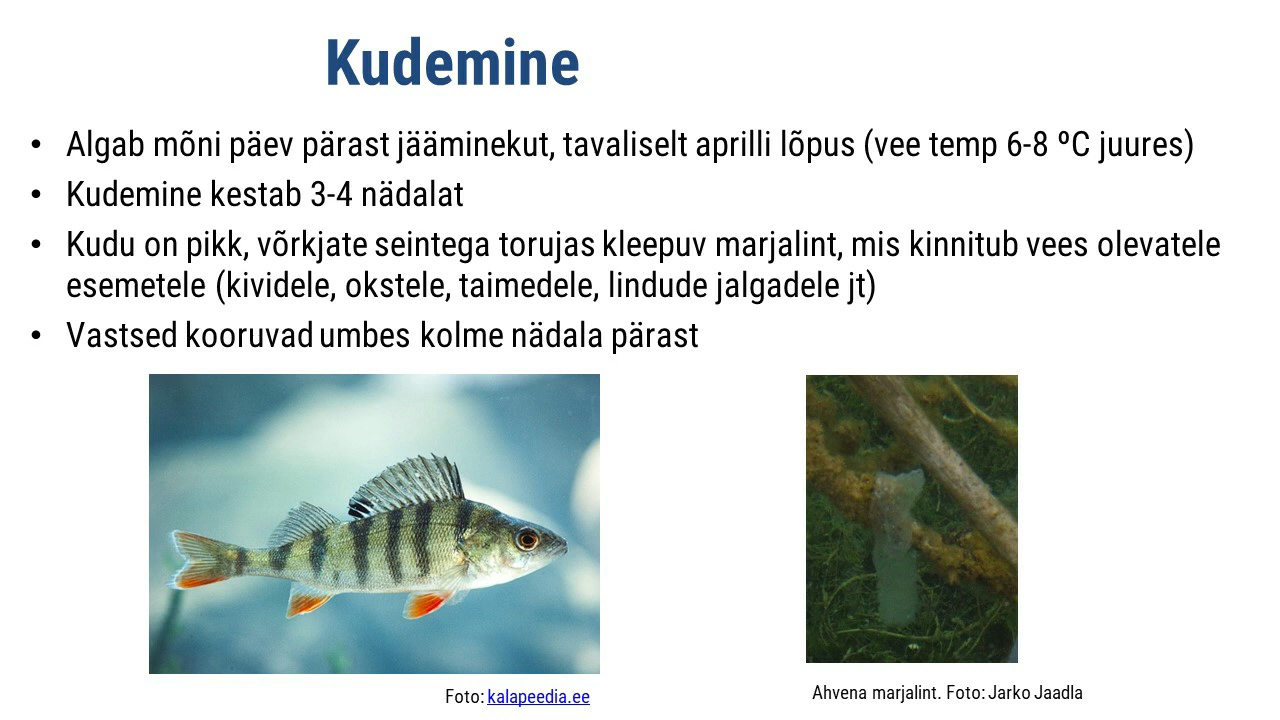 Kudemine
• Algab mõni päev pärast jääminekut, tavaliselt aprilli lõpus (vee temp 6-8 ºC juures)
• Kudemine kestab 3-4 nädalat
• Kudu on pikk, võrkjate seintega torujas kleepuv marjalint, mis kinnitub vees olevatele
esemetele (kividele, okstele, taimedele, lindude jalgadele jt)
• Vastsed kooruvad umbes kolme nädala pärast
Foto: kalapeedia.ee
Ahvena marjalint. Foto: Jarko Jaadla